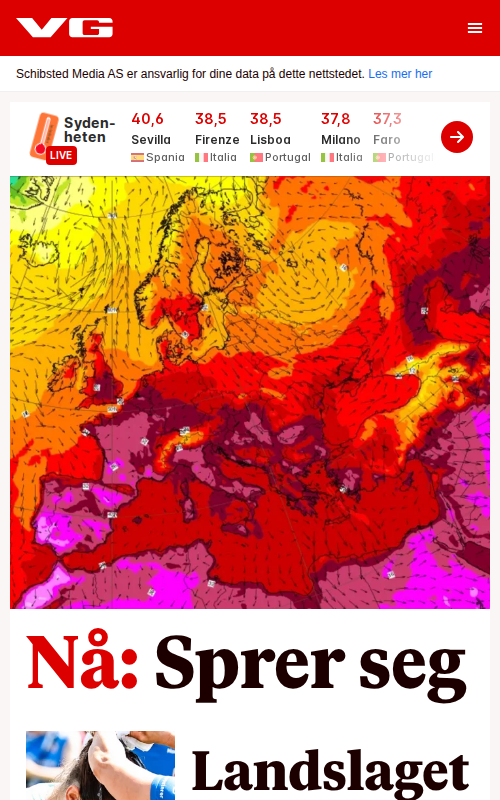 VG
Schibsted Media AS er ansvarlig for dine data på dette nettstedet. Les mer her
Syden-
heten
LIVE
40,6
Sevilla
Spania
38,5
Firenze
Italia
38,5
Lisboa
Portugal
37,8
Milano
Italia
37,3
Faro
Portugal
Nå: Sprer seg
Landslaget